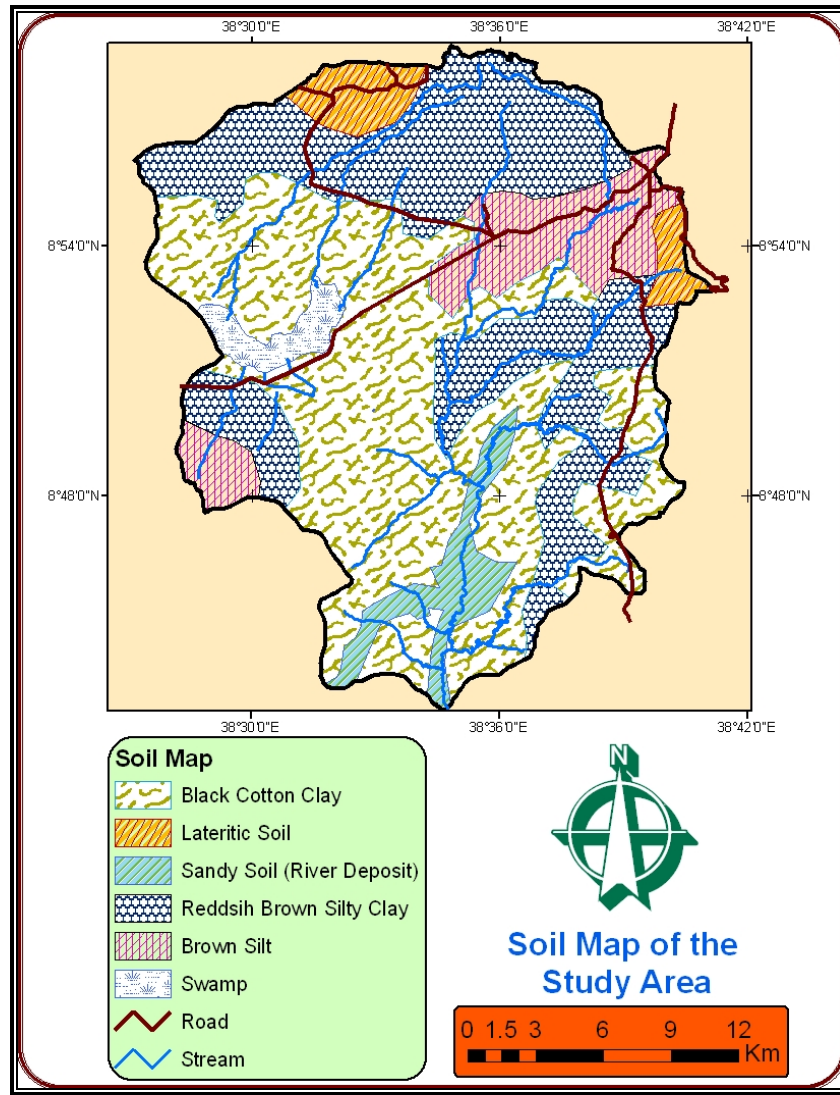 38°30'0"E
38°36'0"E
38°42'0"E
8°54'0"N
8°54'0"N
8°48'0"N
8°48'0"N
38°30'0"E
38°36'0"E
38°42'0"E
Soil Map
Black Cotton Clay
Lateritic Soil
Sandy Soil (River Deposit)
Reddsih Brown Silty Clay
Brown Silt
Swamp
Road
Stream
N
Soil Map of the
Study Area
0 1.5 3 6 9 12
Km